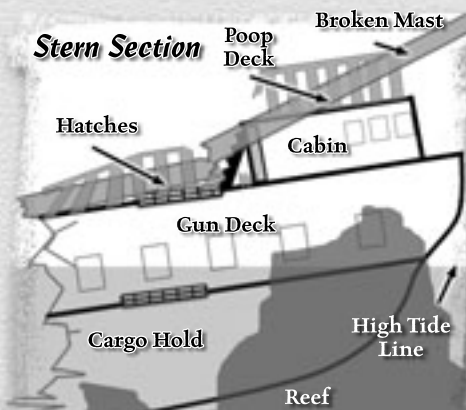 Stern Section
Poop
Deck
Broken Mast
Hatches
Cabin
Gun Deck
Cargo Hold
High Tide
Line
Reef